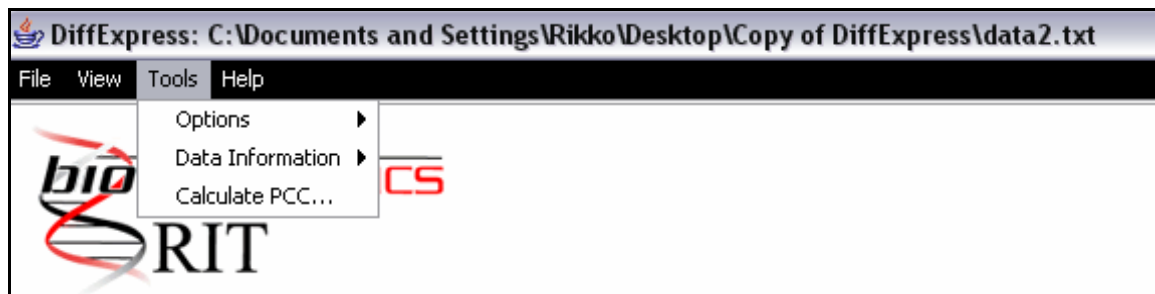 DiffExpress: C:\Documents and Settings\Rikko\Desktop\Copy of DiffExpress\data2.txt
File View Tools Help
Options
Data Information
Calculate PCC...
RIT